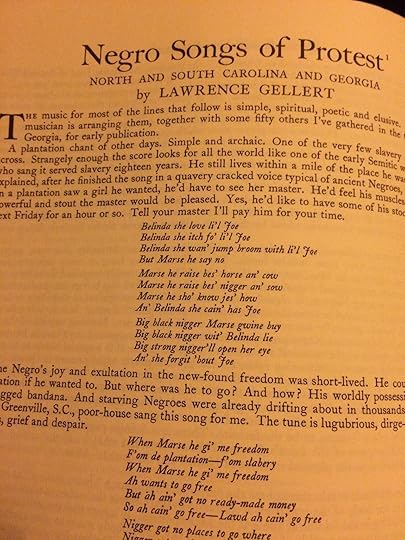 Negro Songs of Protest¹
NORTH AND SOUTH CAROLINA AND GEORGIA
by LAWRENCE GELLERT
THE music for most of the lines that follow is simple, spiritual, poetic and elusive.
musician is arranging them, together with some fifty others I've gathered in the
Georgia, for early publication.
A plantation chant of other days. Simple and archaic. One of the very few slavery
cross. Strangely enough the score looks for all the world like one of the early Semitic
who sang it served slavery eighteen years. He still lives within a mile of the place he wa
explained, after he finished the song in a quavery cracked voice typical of ancient Negroes,
n a plantation saw a girl he wanted, he'd have to see her master. He'd feel his muscles
powerful and stout the master would be pleased. Yes, he'd like to have some of his stoc
ext Friday for an hour or so. Tell your master I'll pay him for your time.
Belinda she love li'l Joe
Belinda she itch fo' li'l Joe
Belinda she wan' jump broom with li'l Joe
But Marse he say no
Marse he raise bes' horse an' cow
Marse he raise bes' nigger an' sow
Marse he sho' know jes' how
An' Belinda she cain' has Joe
Big black nigger Marse gwine buy
Big black nigger wit' Belinda lie
Big strong nigger'll open her eye
An' she forgit 'bout Joe
he Negro's joy and exultation in the new-found freedom was short-lived. He cou
ation if he wanted to. But where was he to go? And how? His worldly possessi
gged bandana. And starving Negroes were already drifting about in thousands
Greenville, S.C., poor-house sang this song for me. The tune is lugubrious, dirge-
s, grief and despair.
When Marse he gi' me freedom
F'om de plantation—f'om slabery
When Marse he gi' me freedom
Ah wants to go free
But ah ain' got no ready-made money
So ah cain' go free—Lawd ah cain' go free
Nigger got no places to go where
Nigger